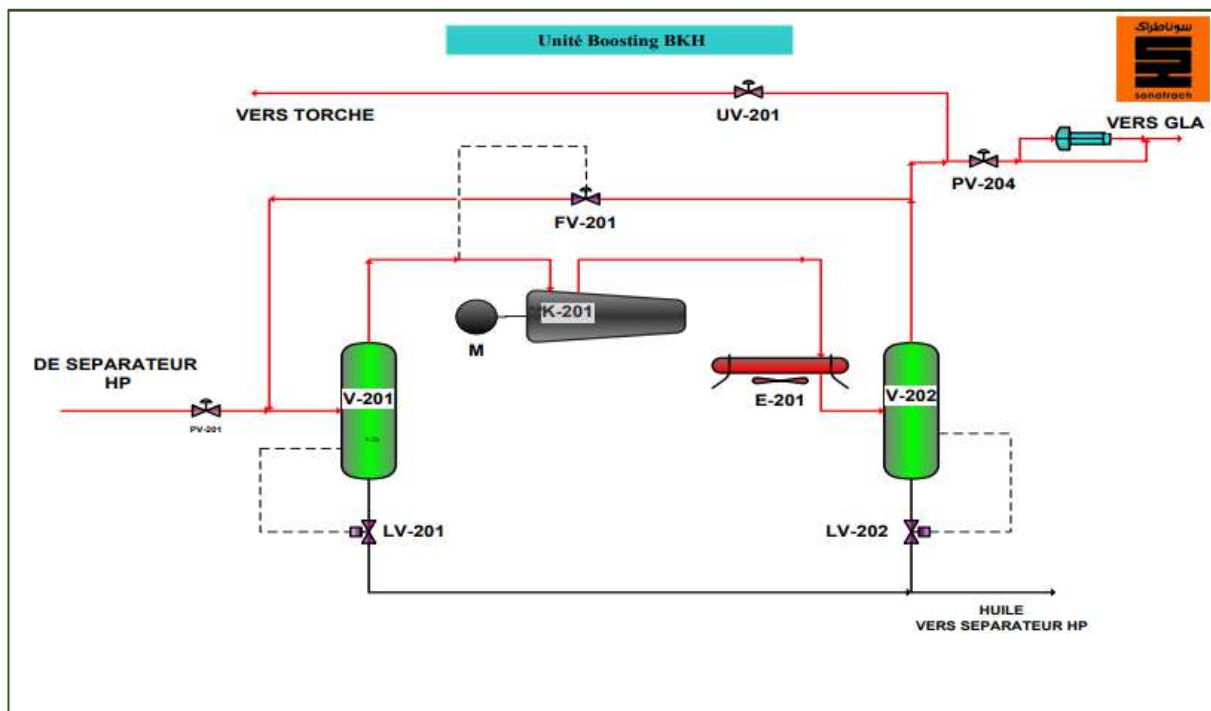 Unité Boosting BKH
سوناطراك
sonatrach
VERS TORCHE
UV-201
VERS GLA
PV-204
FV-201
K-201
M
DE SEPARATEUR
HP
V-201
PV-201
E-201
V-202
LV-201
LV-202
HUILE
VERS SÉPARATEUR HP